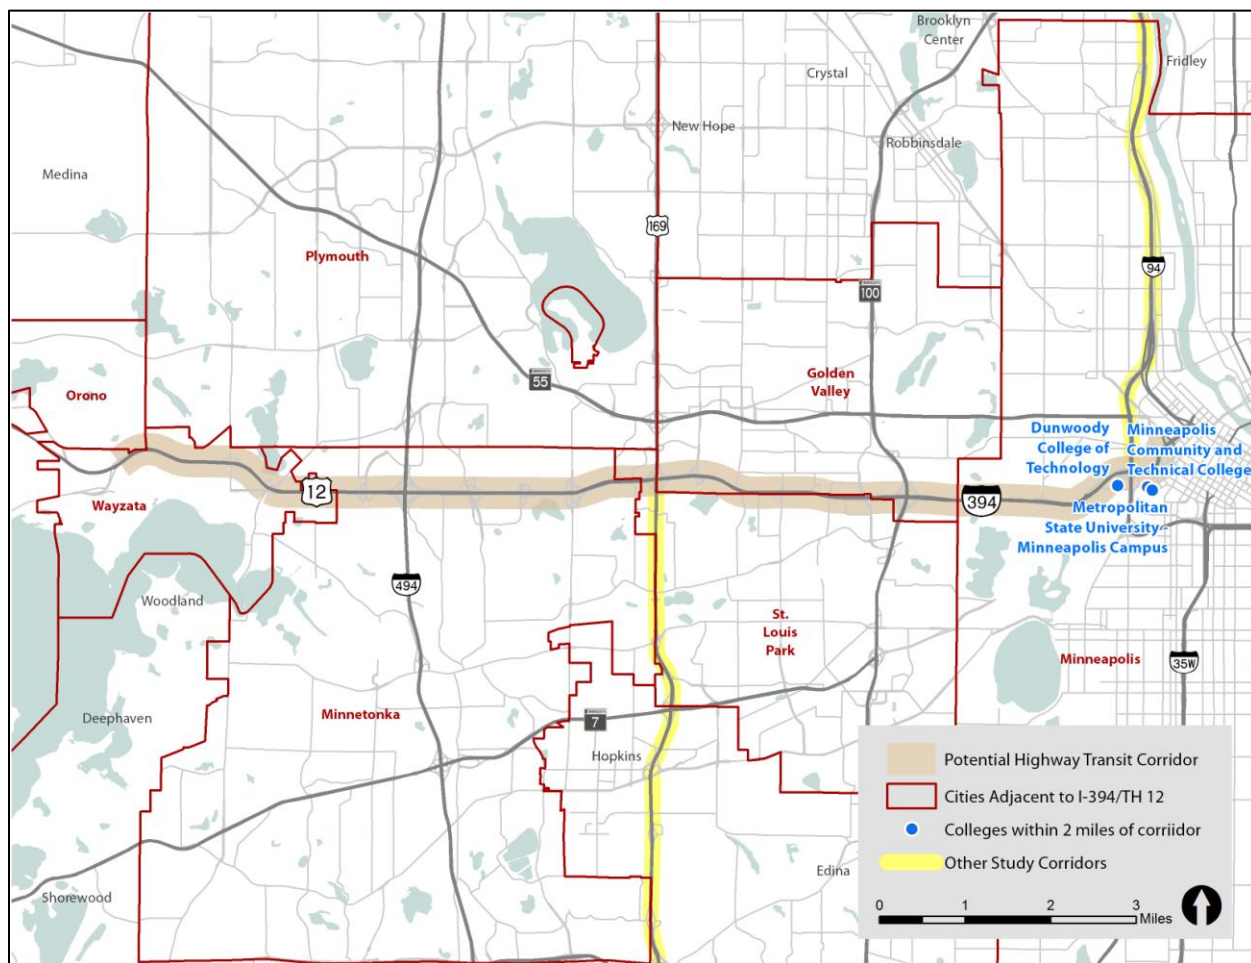 Brooklyn
Center
Fridley
Crystal
New Hope
Robbinsdale
Medina
169
Plymouth
94
100
55
Golden
Valley
Orono
Dunwoody
College of
Technology
Minneapolis
Community and
Technical College
12
394
Wayzata
Metropolitan
State University -
Minneapolis Campus
494
Woodland
St.
Louis
Park
Minneapolis
35W
Deephaven
Minnetonka
7
Hopkins
Potential Highway Transit Corridor
Cities Adjacent to I-394/TH 12
Colleges within 2 miles of corriidor
Other Study Corridors
Edina
Shorewood
0 1 2 3
Miles